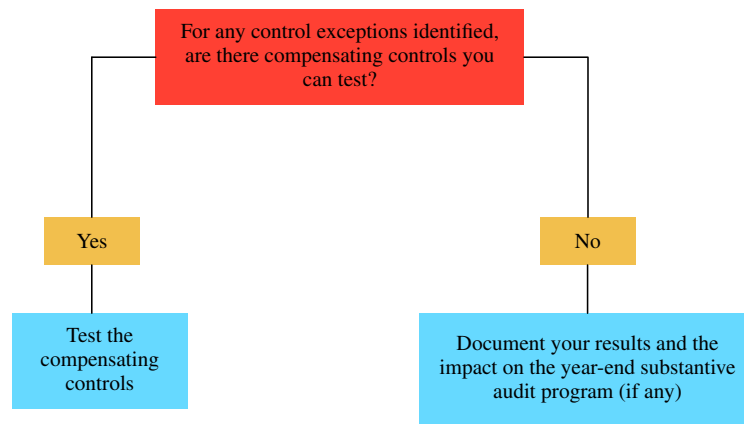 For any control exceptions identified,
are there compensating controls you
can test?
Yes
No
Test the
compensating
controls
Document your results and the
impact on the year-end substantive
audit program (if any)